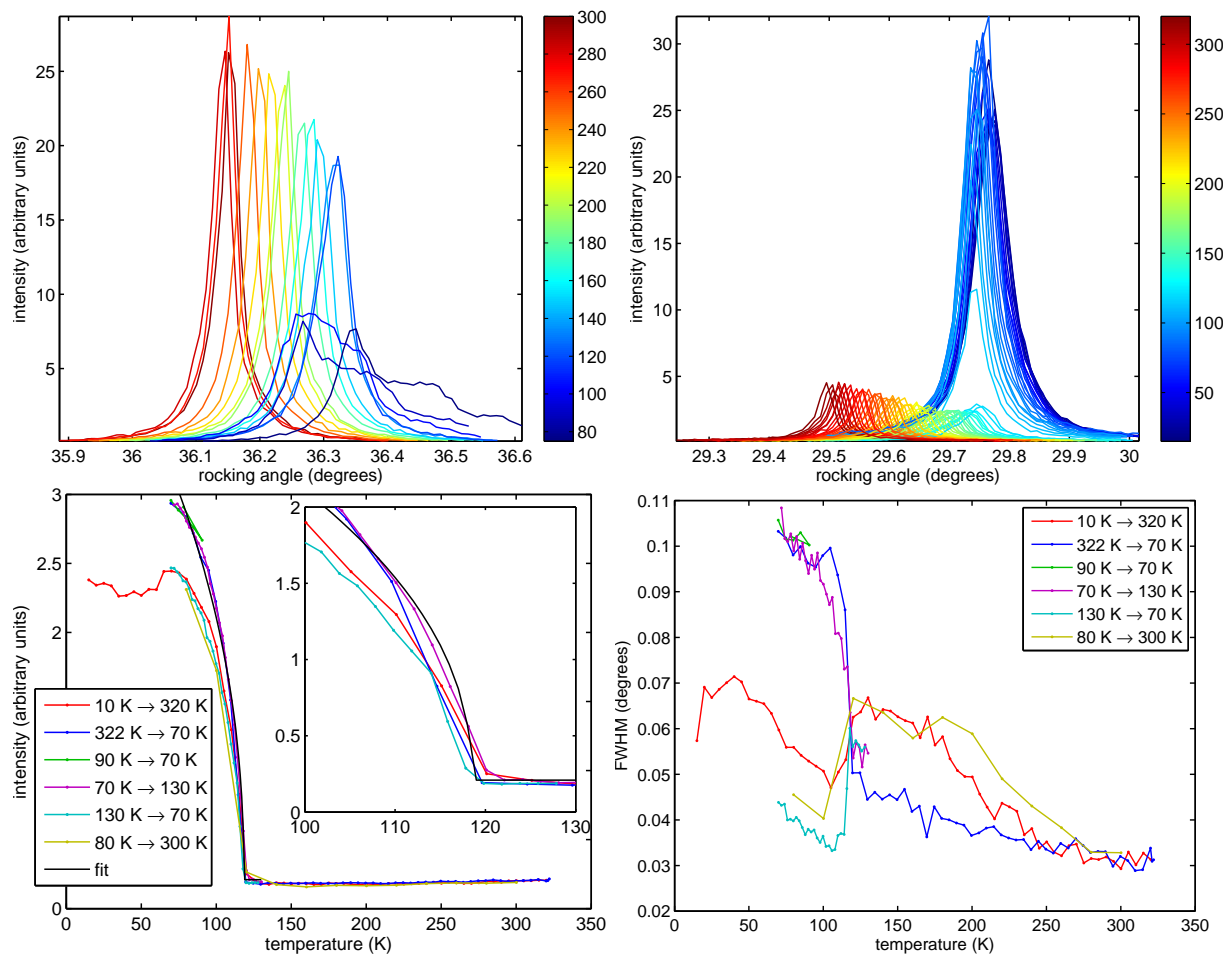 intensity (arbitrary units)
25
20
15
10
5
35.9 36 36.1 36.2 36.3 36.4 36.5 36.6
rocking angle (degrees)
300
280
260
240
220
200
180
160
140
120
100
80
intensity (arbitrary units)
30
25
20
15
10
5
29.3 29.4 29.5 29.6 29.7 29.8 29.9 30
rocking angle (degrees)
300
250
200
150
100
50
intensity (arbitrary units)
3
2.5
2
1.5
1
0.5
0
0 50 100 150 200 250 300 350
temperature (K)
10 K → 320 K
322 K → 70 K
90 K → 70 K
70 K → 130 K
130 K → 70 K
80 K → 300 K
fit
2
1.5
1
0.5
0
100 110 120 130
FWHM (degrees)
0.11
0.1
0.09
0.08
0.07
0.06
0.05
0.04
0.03
0.02
0 50 100 150 200 250 300 350
temperature (K)
10 K → 320 K
322 K → 70 K
90 K → 70 K
70 K → 130 K
130 K → 70 K
80 K → 300 K